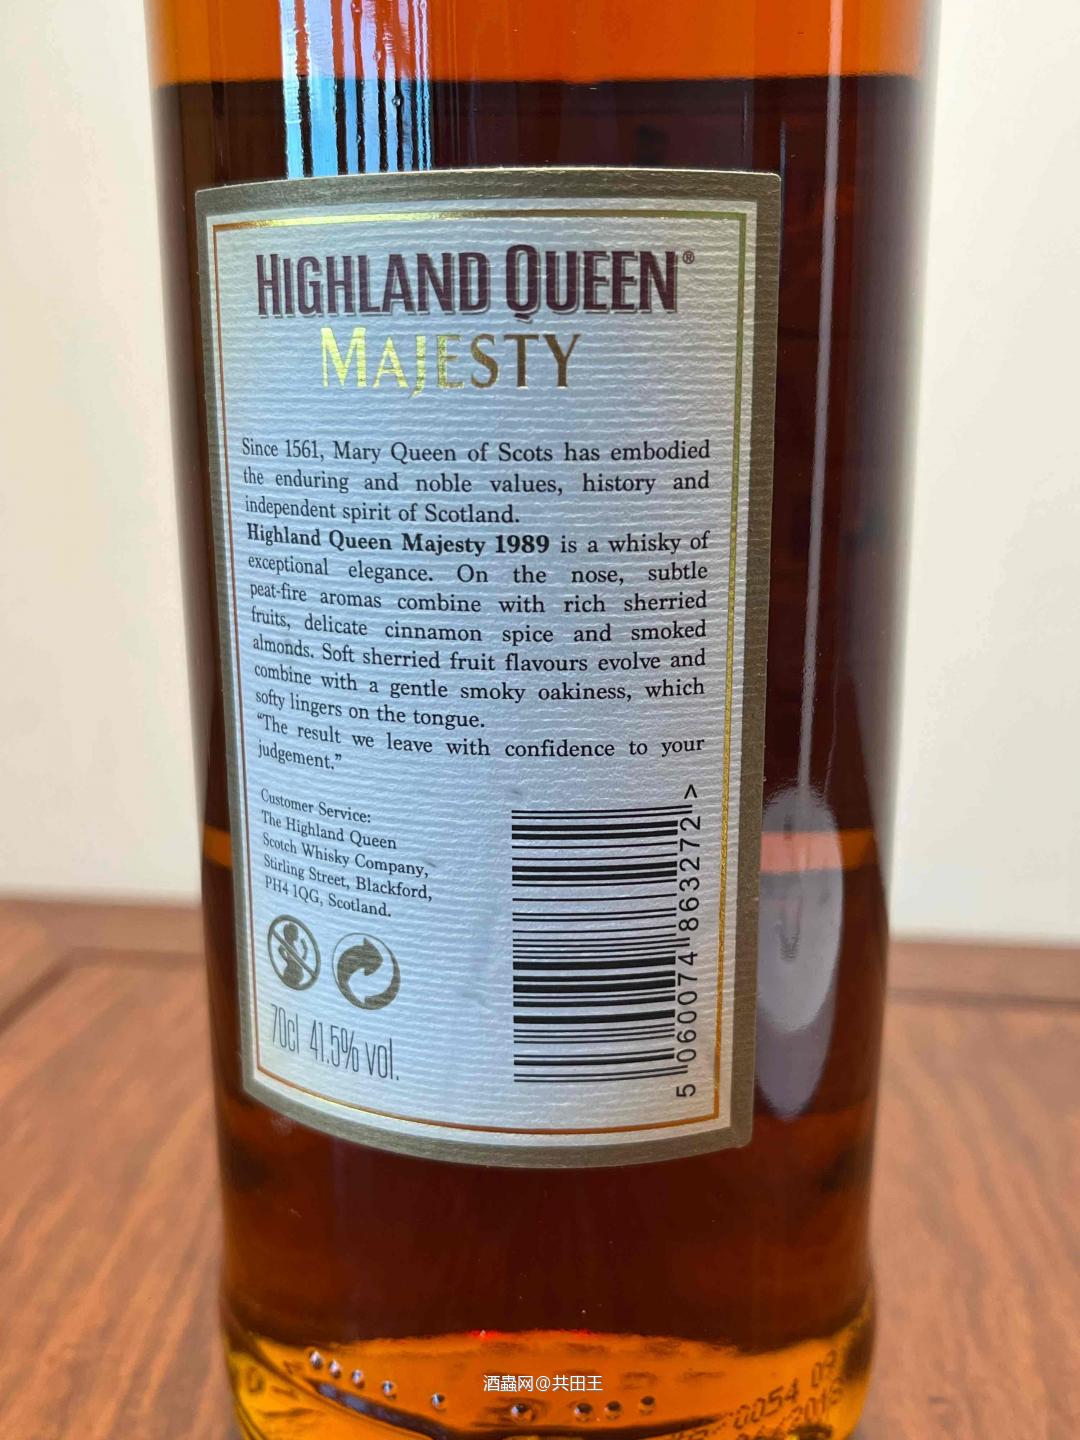 HIGHLAND QUEEN®
MAJESTY
Since 1561, Mary Queen of Scots has embodied
the enduring and noble values, history and
independent spirit of Scotland.
Highland Queen Majesty 1989 is a whisky of
exceptional elegance. On the nose, subtle
peat-fire aromas combine with rich sherried
fruits, delicate cinnamon spice and smoked
almonds. Soft sherried fruit flavours evolve and
combine with a gentle smoky oakiness, which
softy lingers on the tongue.
“The result we leave with confidence to your
judgement.”
Customer Service:
The Highland Queen
Scotch Whisky Company,
Stirling Street, Blackford,
PH4 1QG, Scotland.
70cl 41.5% vol.
5 060074 863272 >
酒蟲网@共田王